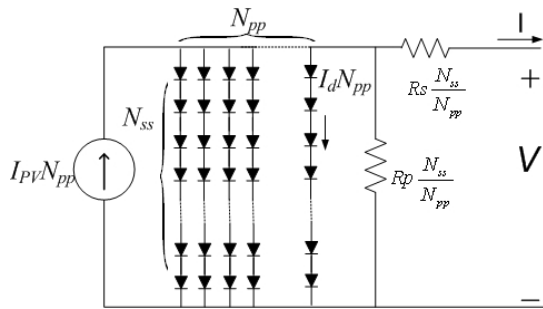 N_pp
I
I_d N_pp
Rs N_ss/N_pp
+
N_ss
I_PV N_pp
Rp N_ss/N_pp
V
−